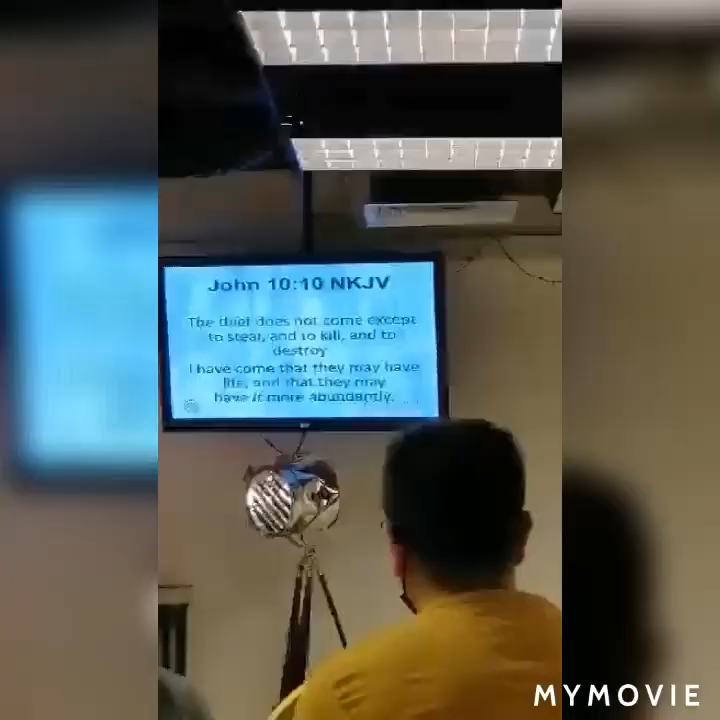 John 10:10 NKJV
The thief does not come except
to steal, and to kill, and to
destroy
I have come that they may have
life, and that they may
have it more abundantly.
MYMOVIE